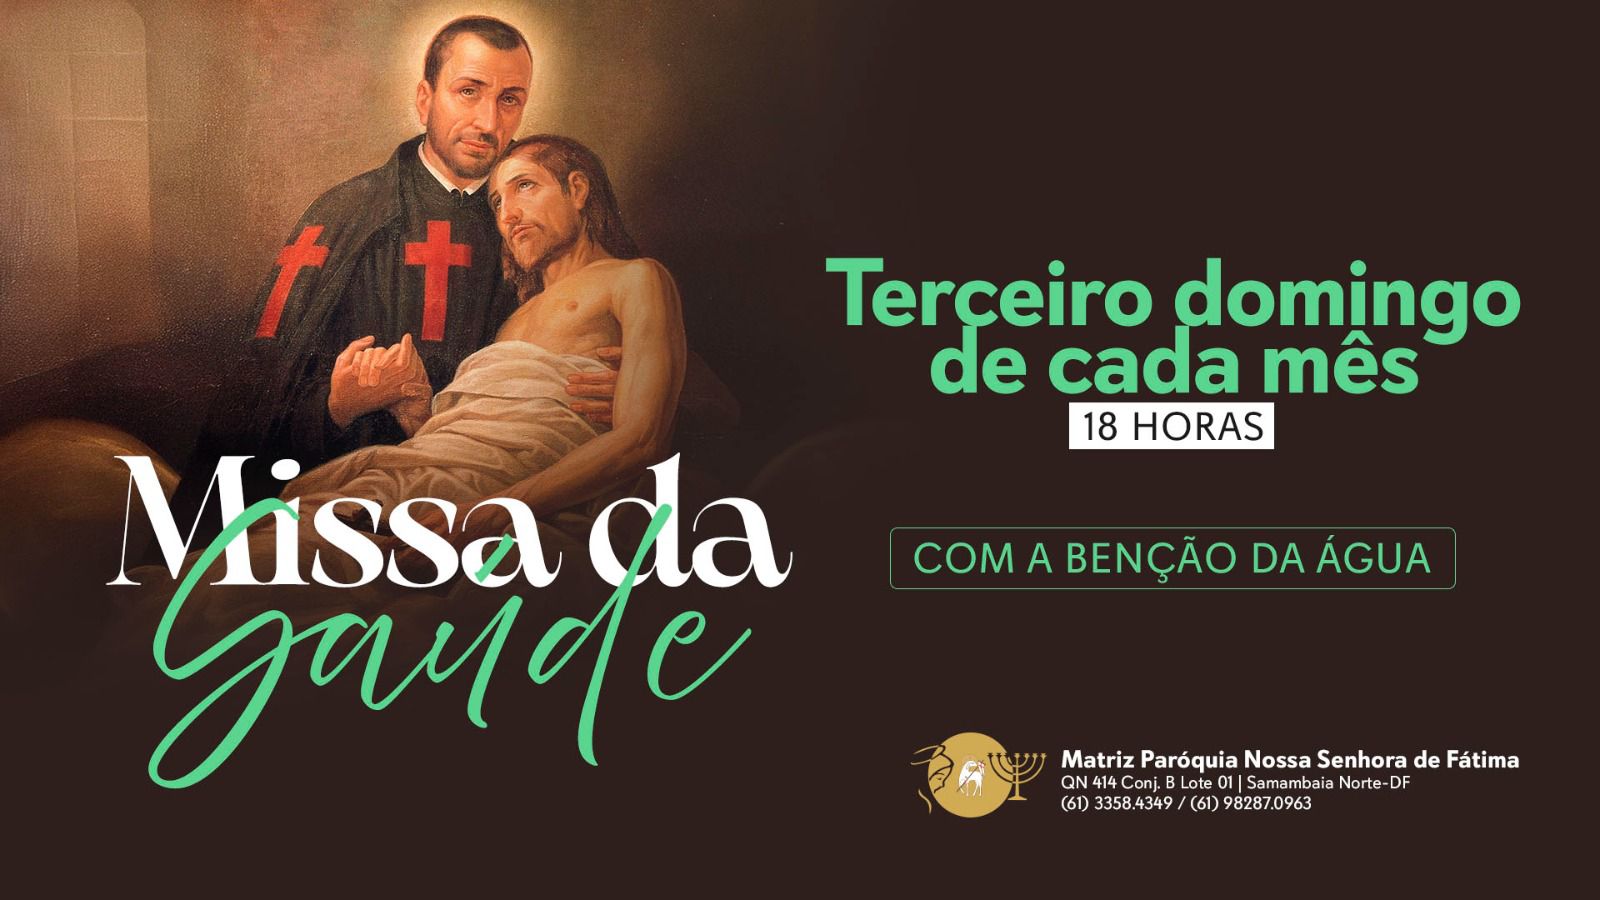 Missa da
Saúde
Terceiro domingo
de cada mês
18 HORAS
COM A BENÇÃO DA ÁGUA
Matriz Paróquia Nossa Senhora de Fátima
QN 414 Conj. B Lote 01 | Samambaia Norte-DF
(61) 3358.4349 / (61) 98287.0963